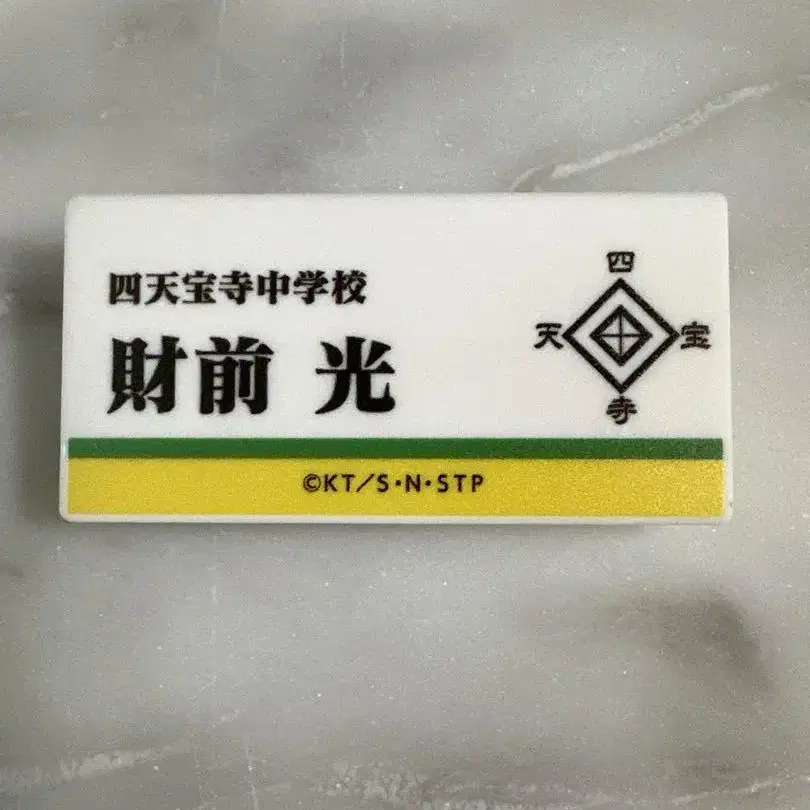 四天宝寺中学校
財前 光
四
天 宝
寺
©KT/S・N・STP